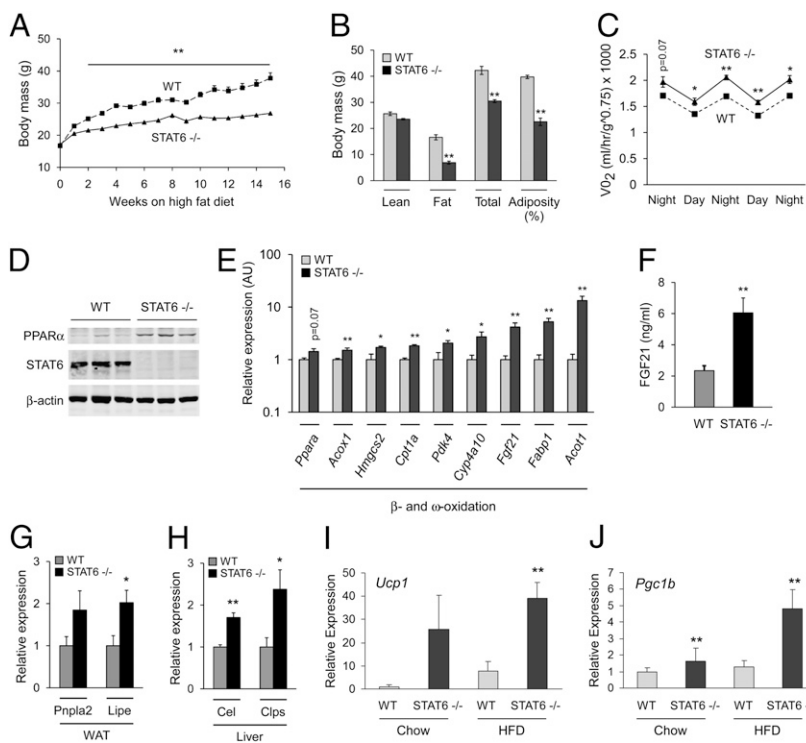 A
**
50
40
30
20
10
Body mass (g)
WT
STAT6 -/-
0 2 4 6 8 10 12 14 16
Weeks on high fat diet
B
WT
STAT6 -/-
50
40
30
20
10
0
Body mass (g)
**
**
**
Lean Fat Total Adiposity
(%)
C
2.5
2
1.5
1
0.5
0
V0₂ (ml/hr/g^0.75) x 1000
p=0.07
STAT6 -/-
* ** ** *
WT
Night Day Night Day Night
D
WT STAT6 -/-
PPARα
STAT6
β-actin
E
WT
STAT6 -/-
100
10
1
0.1
Relative expression (AU)
p=0.07
** * ** * * ** ** **
Ppara Acox1 Hmgcs2 Cpt1a Pdk4 Cyp4a10 Fgf21 Fabp1 Acot1
β- and ω-oxidation
F
8
6
4
2
0
FGF21 (ng/ml)
**
WT STAT6 -/-
G
WT
STAT6 -/-
3
2
1
0
Relative expression
*
Pnpla2 Lipe
WAT
H
WT
STAT6 -/-
3
2
1
0
Relative expression
** *
Cel Clps
Liver
I
Ucp1
50
40
30
20
10
0
Relative Expression
**
WT STAT6 -/- WT STAT6 -/-
Chow HFD
J
Pgc1b
7
6
5
4
3
2
1
0
Relative Expression
** **
WT STAT6 -/- WT STAT6 -/
Chow HFD